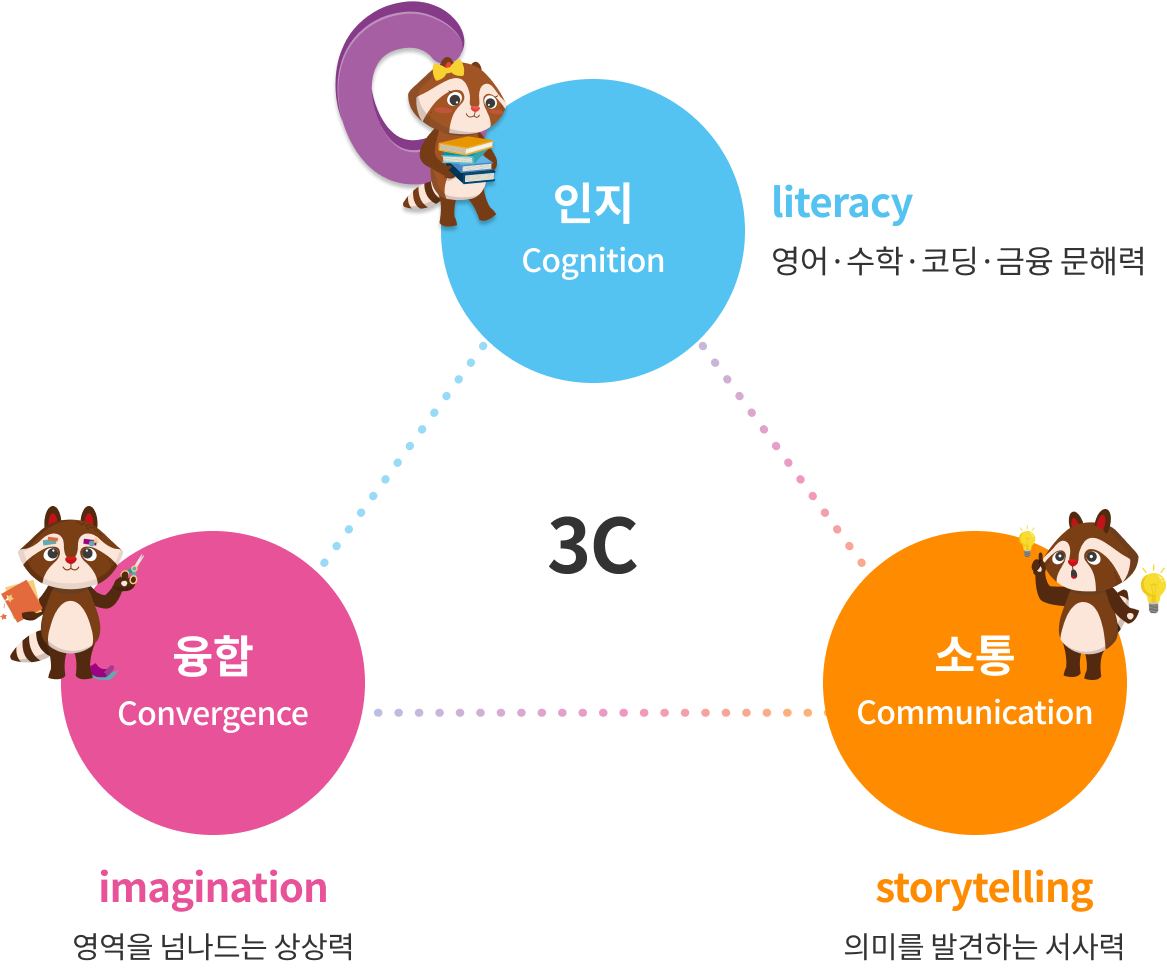 C
인지
Cognition
literacy
영어·수학·코딩·금융 문해력
3C
융합
Convergence
imagination
영역을 넘나드는 상상력
소통
Communication
storytelling
의미를 발견하는 서사력